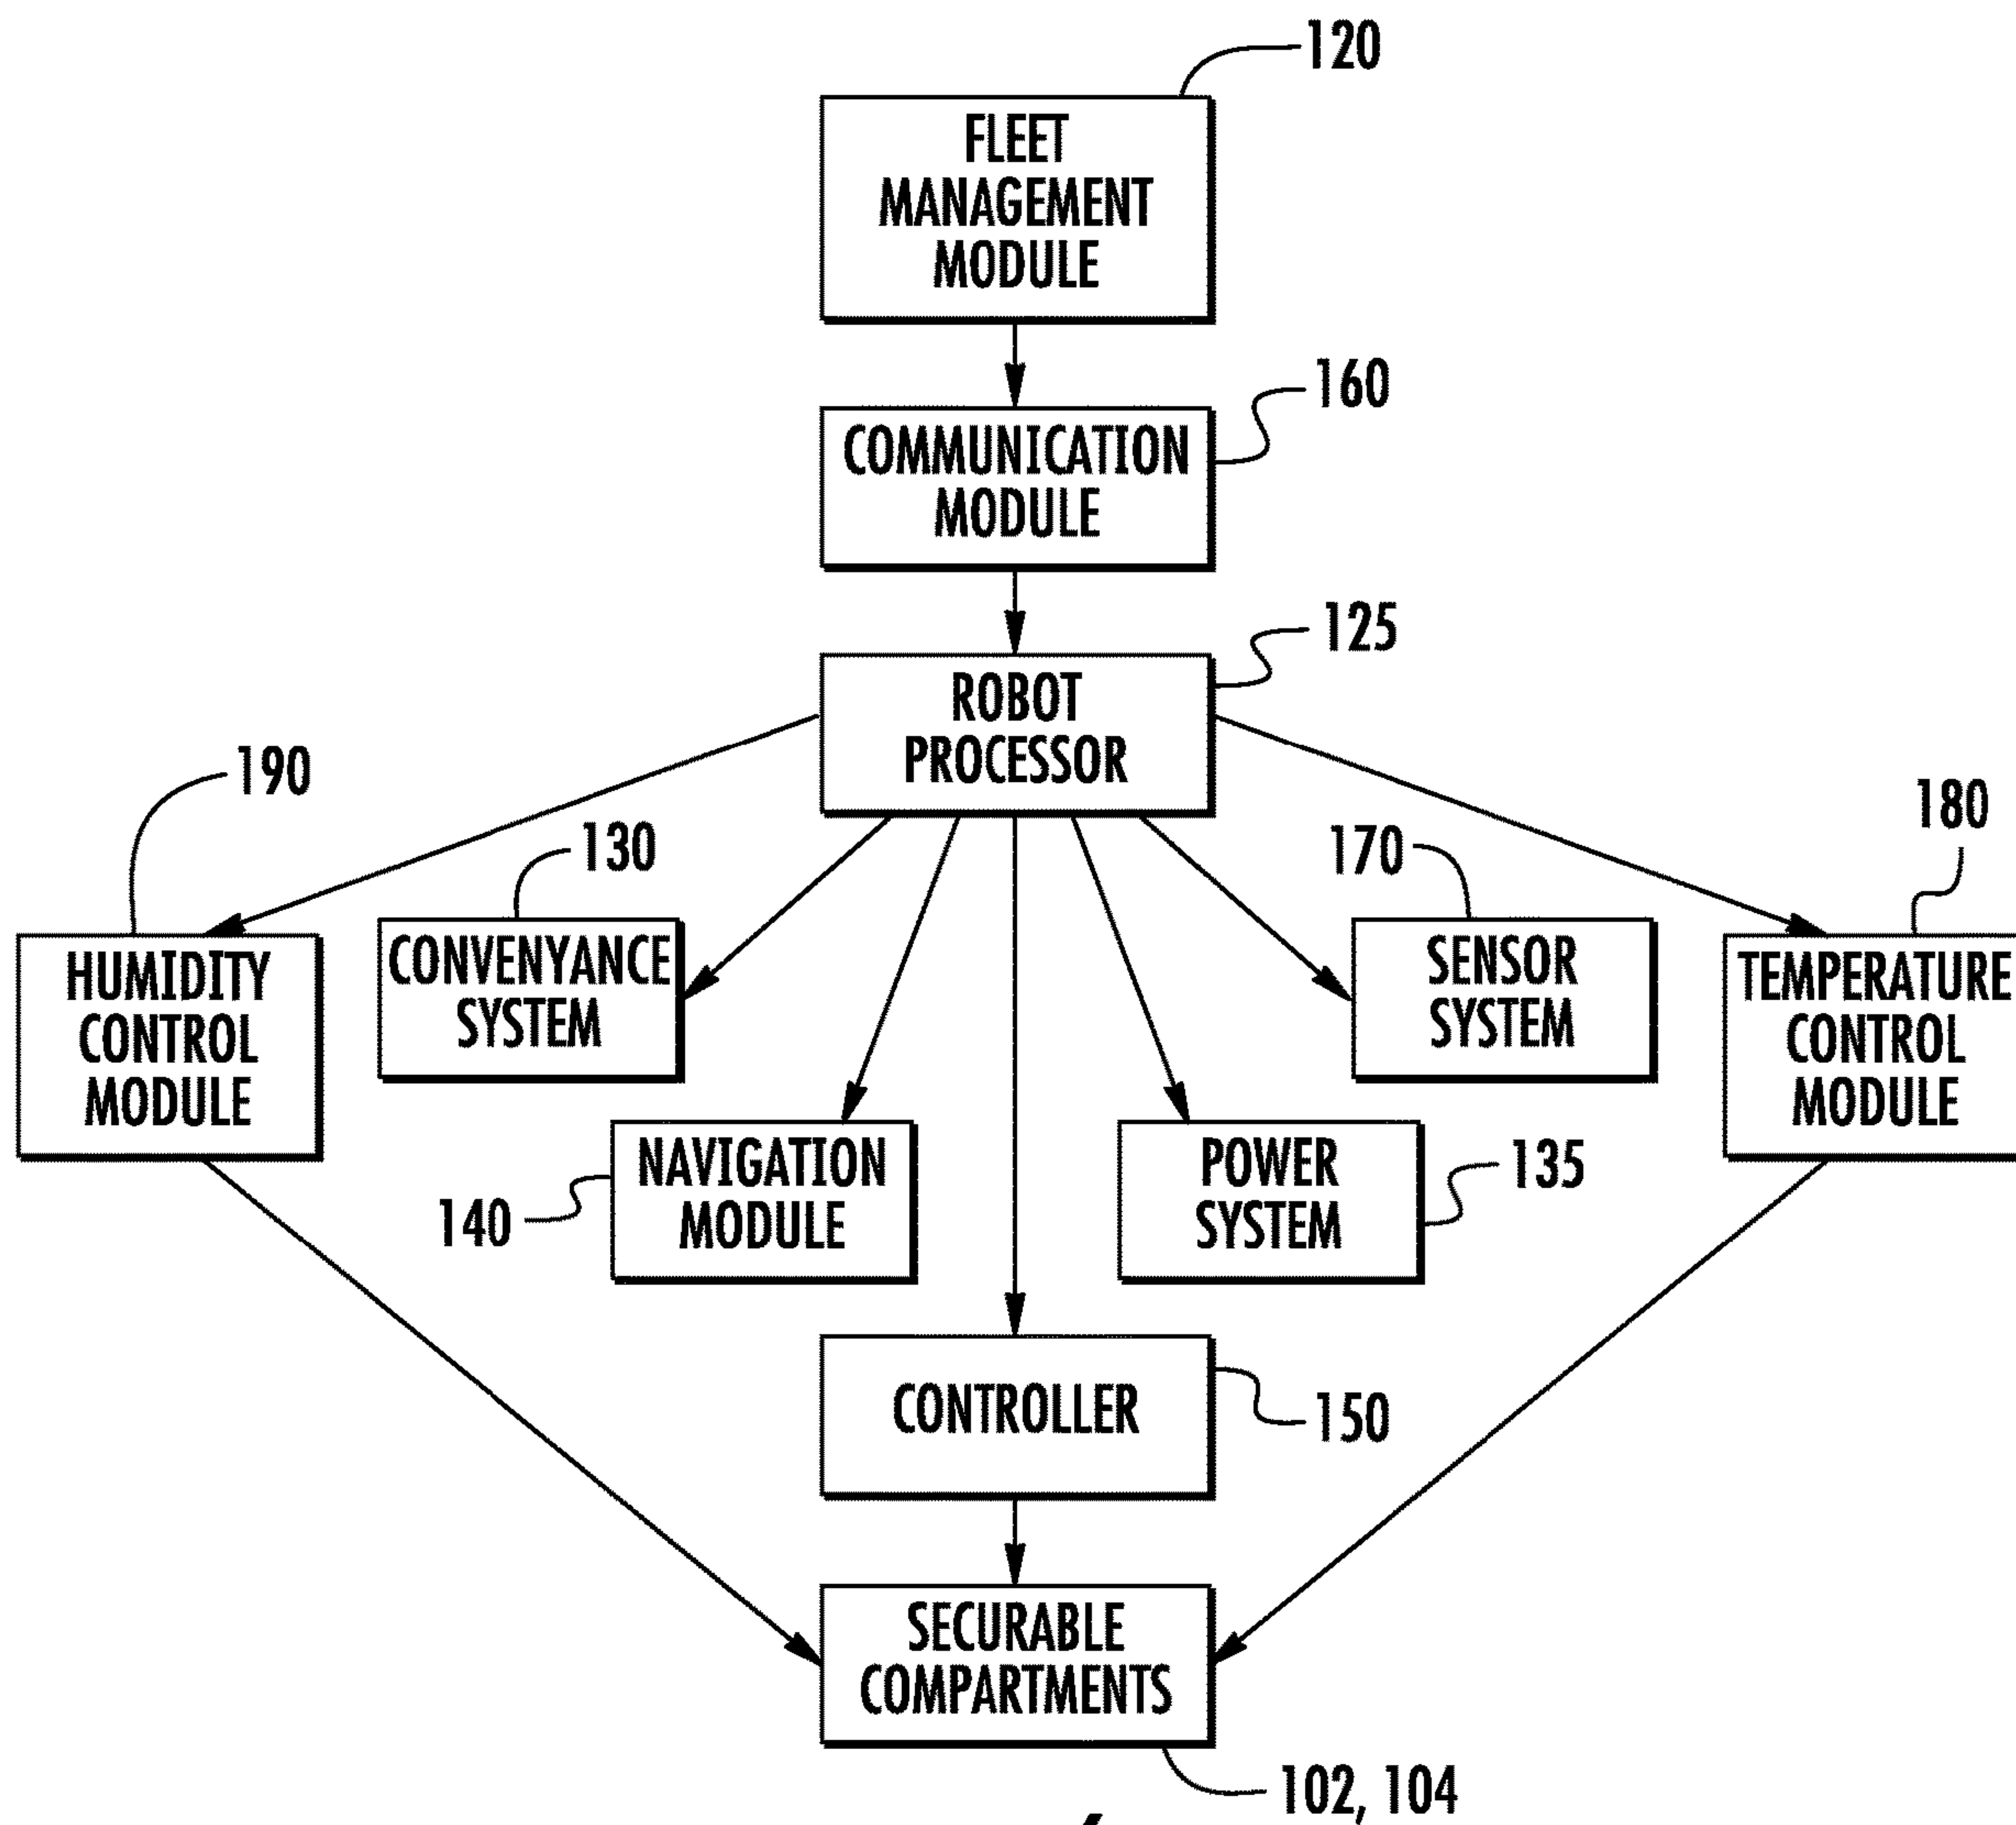 120
FLEET
MANAGEMENT
MODULE
160
COMMUNICATION
MODULE
125
ROBOT
PROCESSOR
190
130
170
180
HUMIDITY
CONTROL
MODULE
CONVENYANCE
SYSTEM
SENSOR
SYSTEM
TEMPERATURE
CONTROL
MODULE
140
NAVIGATION
MODULE
POWER
SYSTEM
135
CONTROLLER
150
SECURABLE
COMPARTMENTS
102, 104